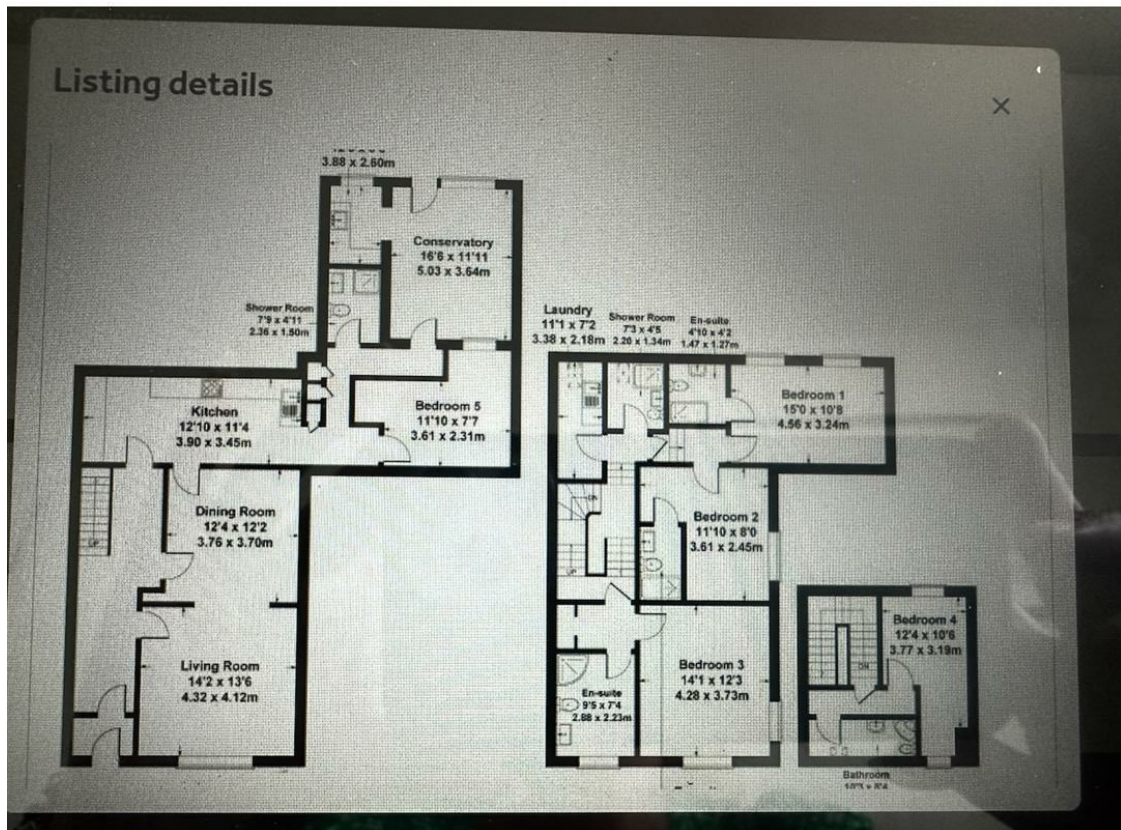 Listing details
3.88 x 2.60m
Conservatory
16'6 x 11'11
5.03 x 3.64m
Shower Room
7'9 x 4'11
2.36 x 1.50m
Kitchen
12'10 x 11'4
3.90 x 3.45m
Bedroom 5
11'10 x 7'7
3.61 x 2.31m
Dining Room
12'4 x 12'2
3.76 x 3.70m
UP
Living Room
14'2 x 13'6
4.32 x 4.12m
Laundry
11'1 x 7'2
3.38 x 2.18m
Shower Room
7'3 x 4'5
2.20 x 1.34m
En-suite
4'10 x 4'2
1.47 x 1.27m
Bedroom 1
15'0 x 10'8
4.56 x 3.24m
DN
Bedroom 2
11'10 x 8'0
3.61 x 2.45m
UP
Bedroom 3
14'1 x 12'3
4.28 x 3.73m
En-suite
9'5 x 7'4
2.88 x 2.23m
Bedroom 4
12'4 x 10'6
3.77 x 3.19m
DN
Bathroom